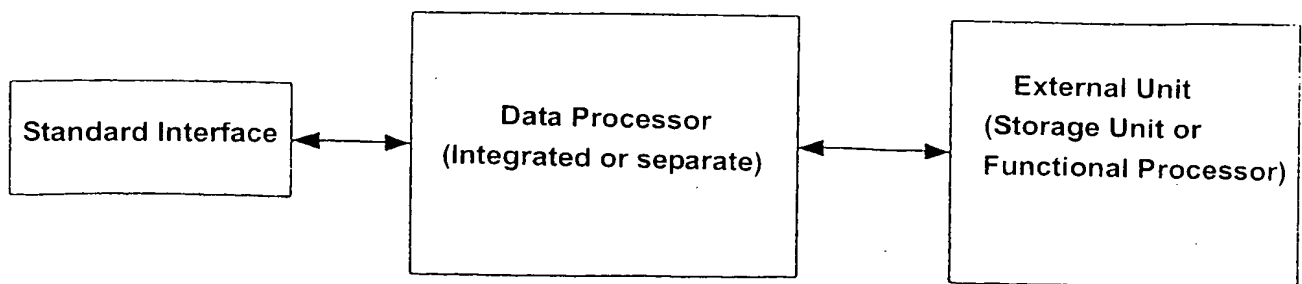 Standard Interface
Data Processor
(Integrated or separate)
External Unit
(Storage Unit or
Functional Processor)